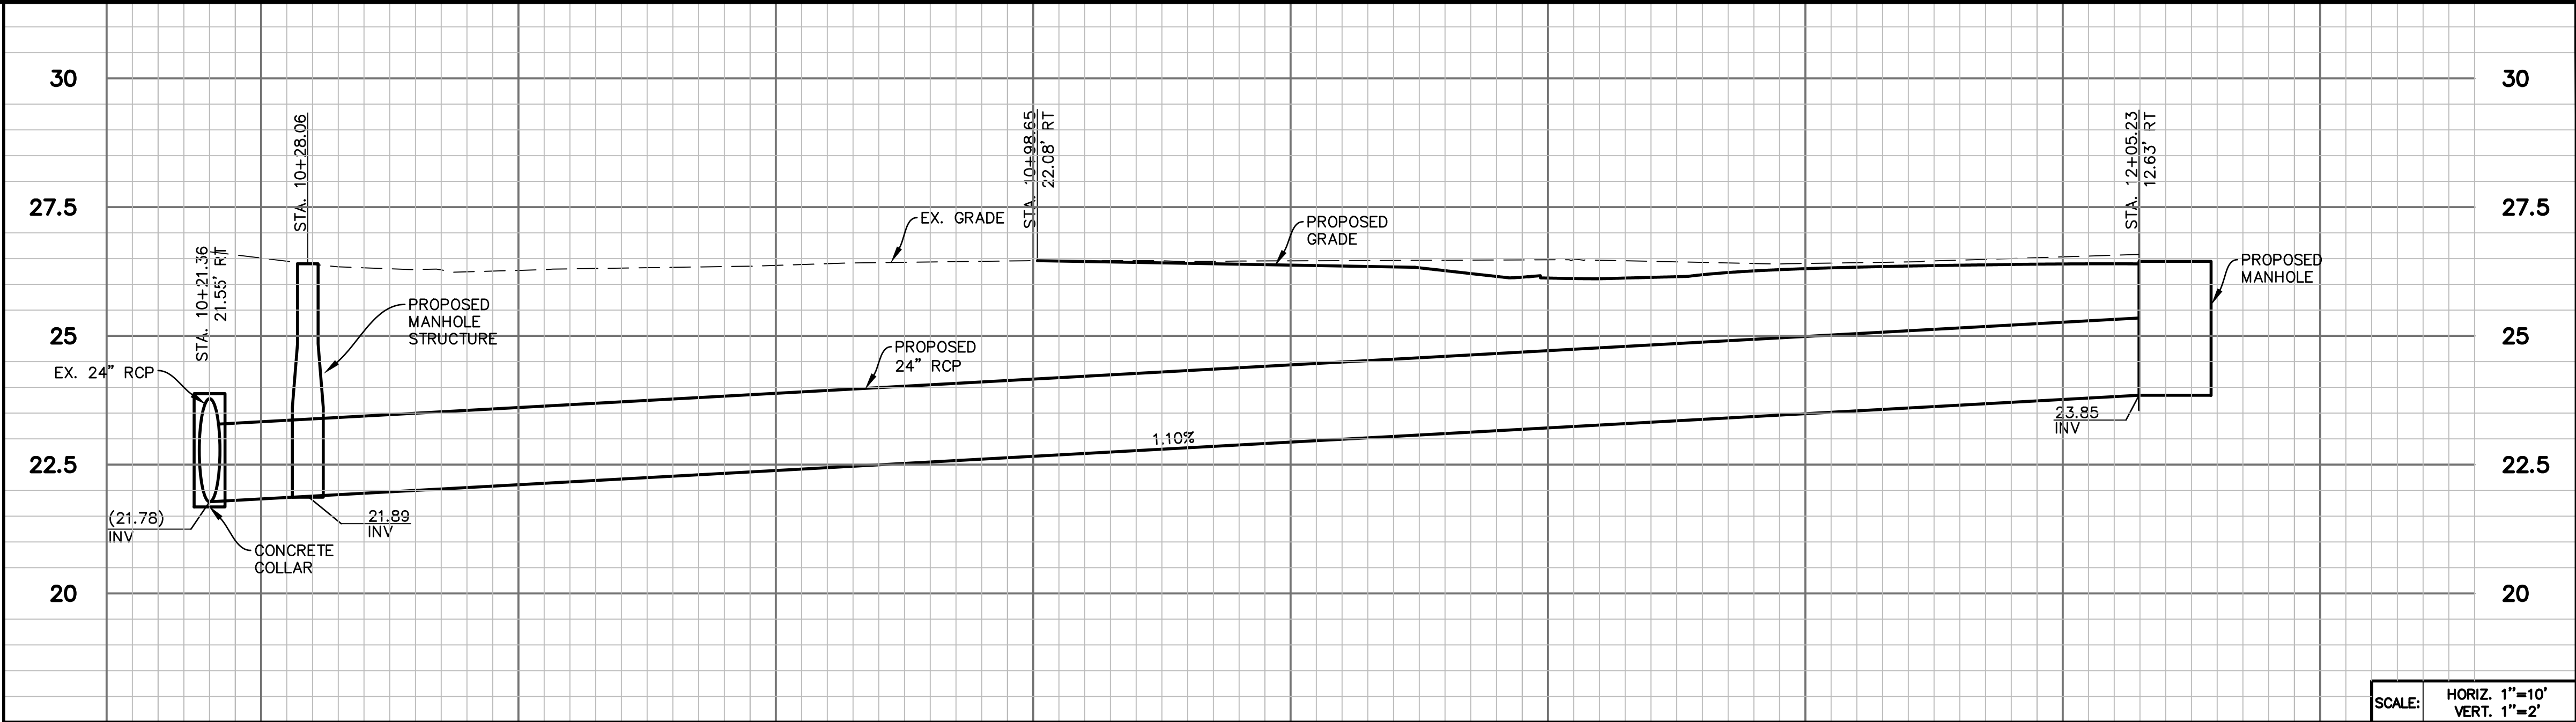 30
30
STA. 10+28.06
STA. 10+98.65
22.08' RT
STA. 12+05.23
12.63' RT
27.5
27.5
EX. GRADE
PROPOSED
GRADE
STA. 10+21.36
21.55' RT
PROPOSED
MANHOLE
PROPOSED
MANHOLE
STRUCTURE
25
25
PROPOSED
24" RCP
EX. 24" RCP
23.85
INV
1.10%
22.5
22.5
(21.78)
INV
21.89
INV
CONCRETE
COLLAR
20
20
SCALE:
HORIZ. 1"=10'
VERT. 1"=2'